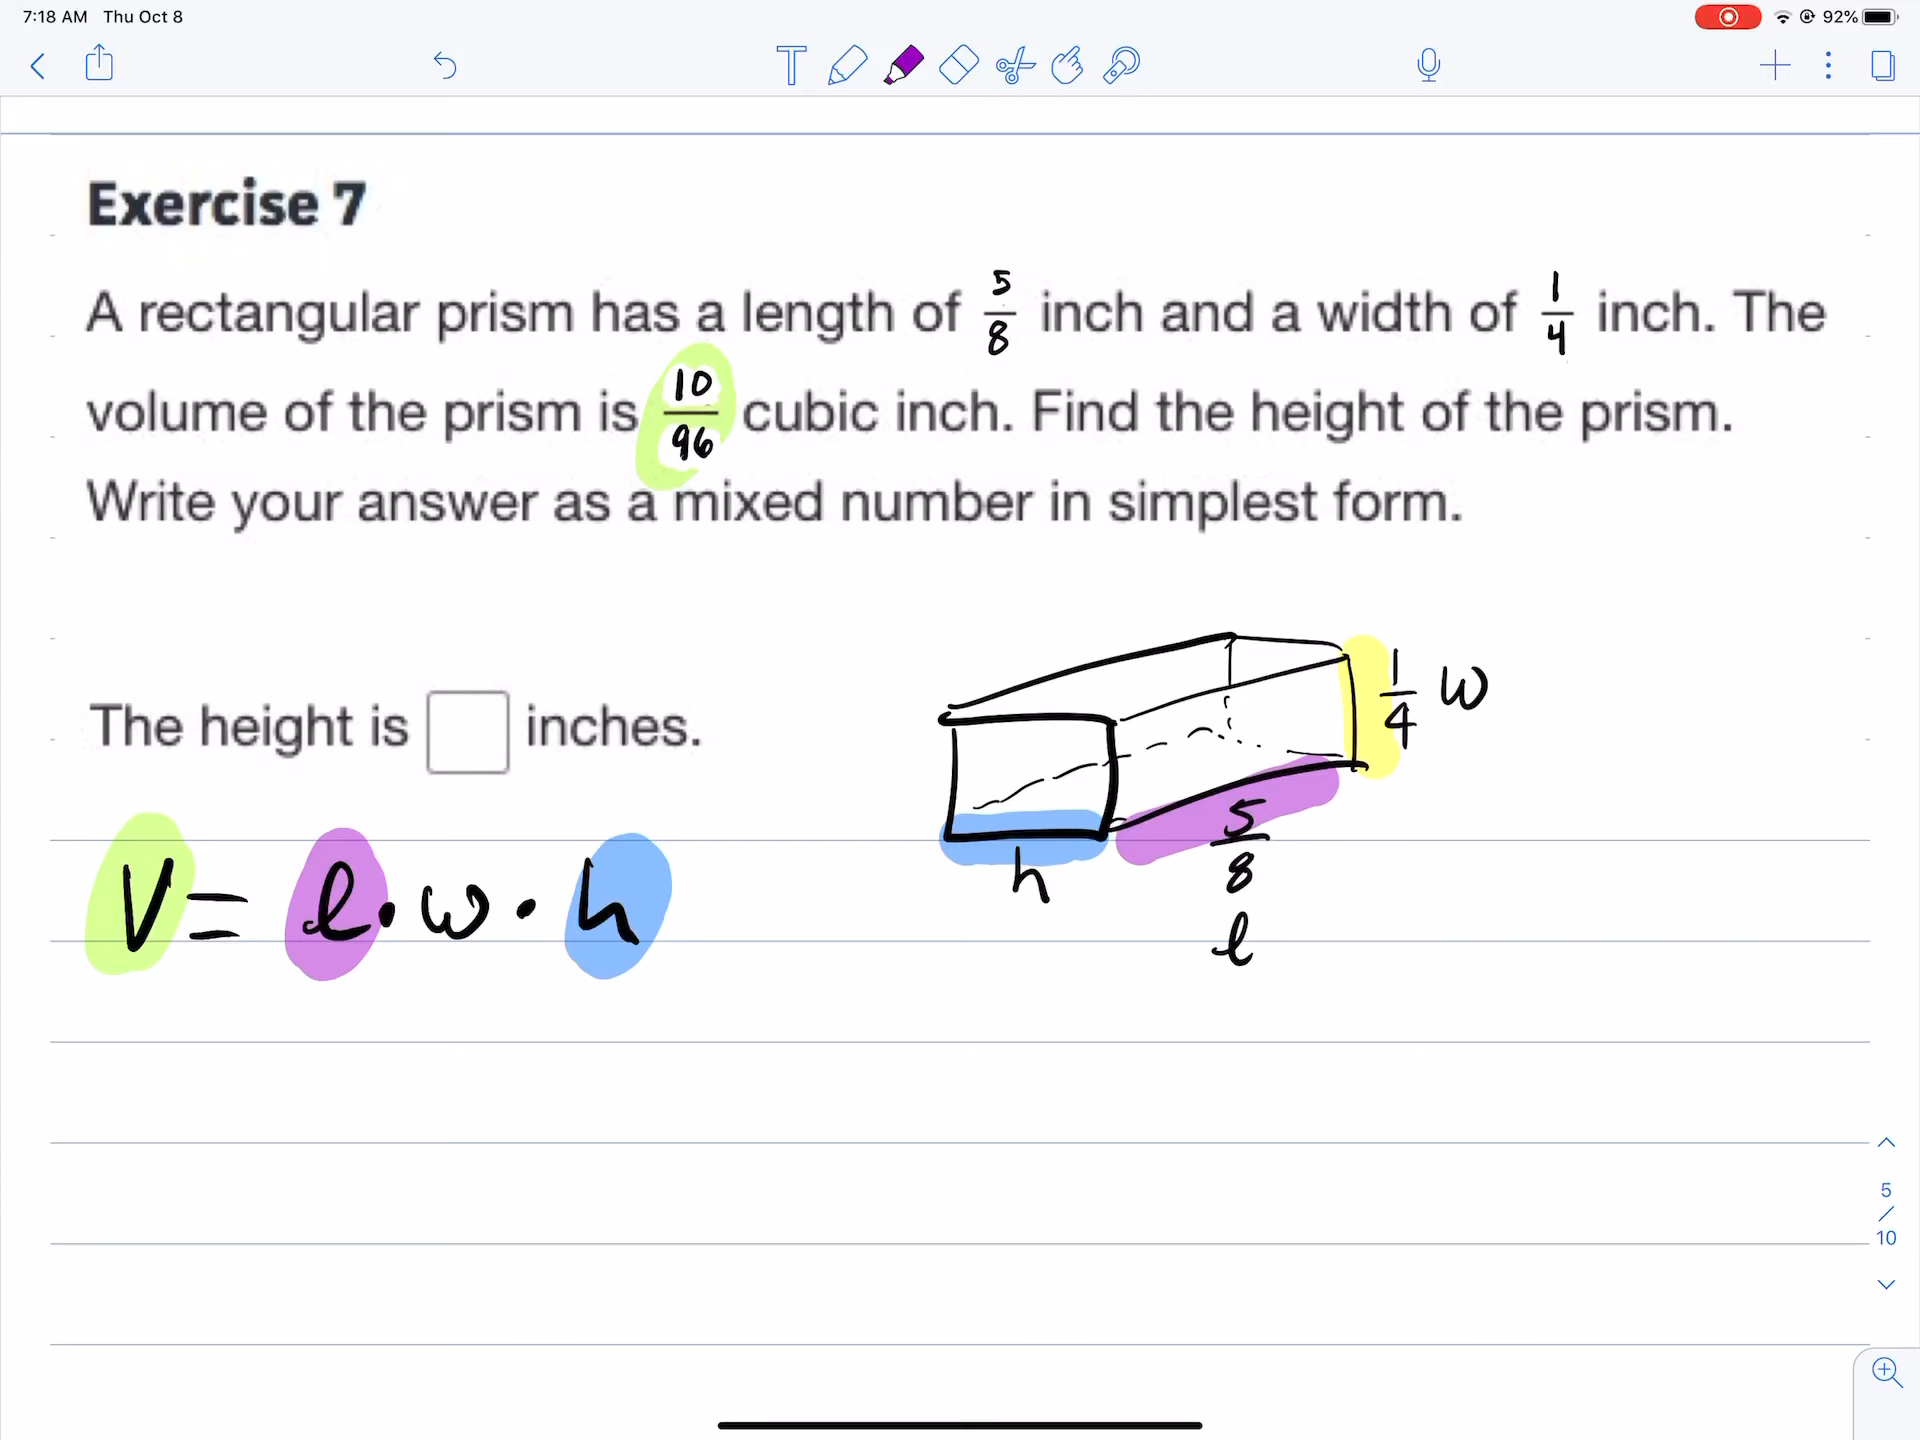 7:18 AM Thu Oct 8
92%
T
Exercise 7
A rectangular prism has a length of 5/8 inch and a width of 1/4 inch. The
volume of the prism is 10/96 cubic inch. Find the height of the prism.
Write your answer as a mixed number in simplest form.
The height is inches.
1/4 w
V = l · w · h
h
5/8
l
5
/
10